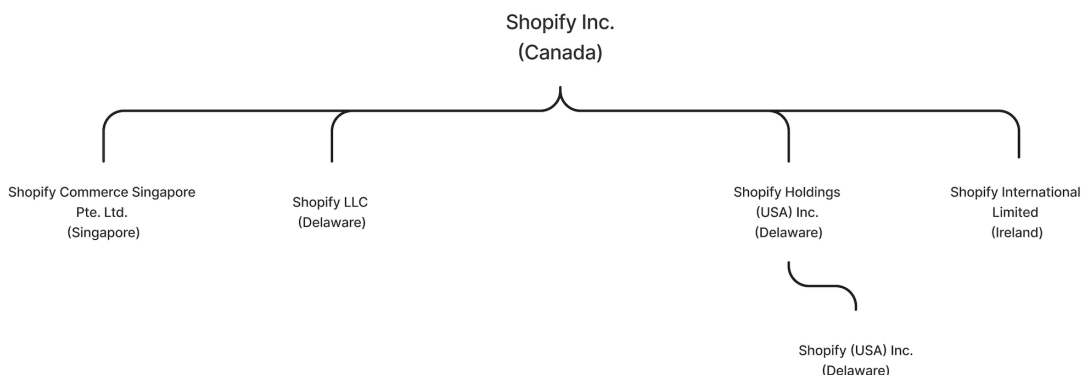 Shopify Inc.
(Canada)
Shopify Commerce Singapore
Pte. Ltd.
(Singapore)
Shopify LLC
(Delaware)
Shopify Holdings
(USA) Inc.
(Delaware)
Shopify International
Limited
(Ireland)
Shopify (USA) Inc.
(Delaware)